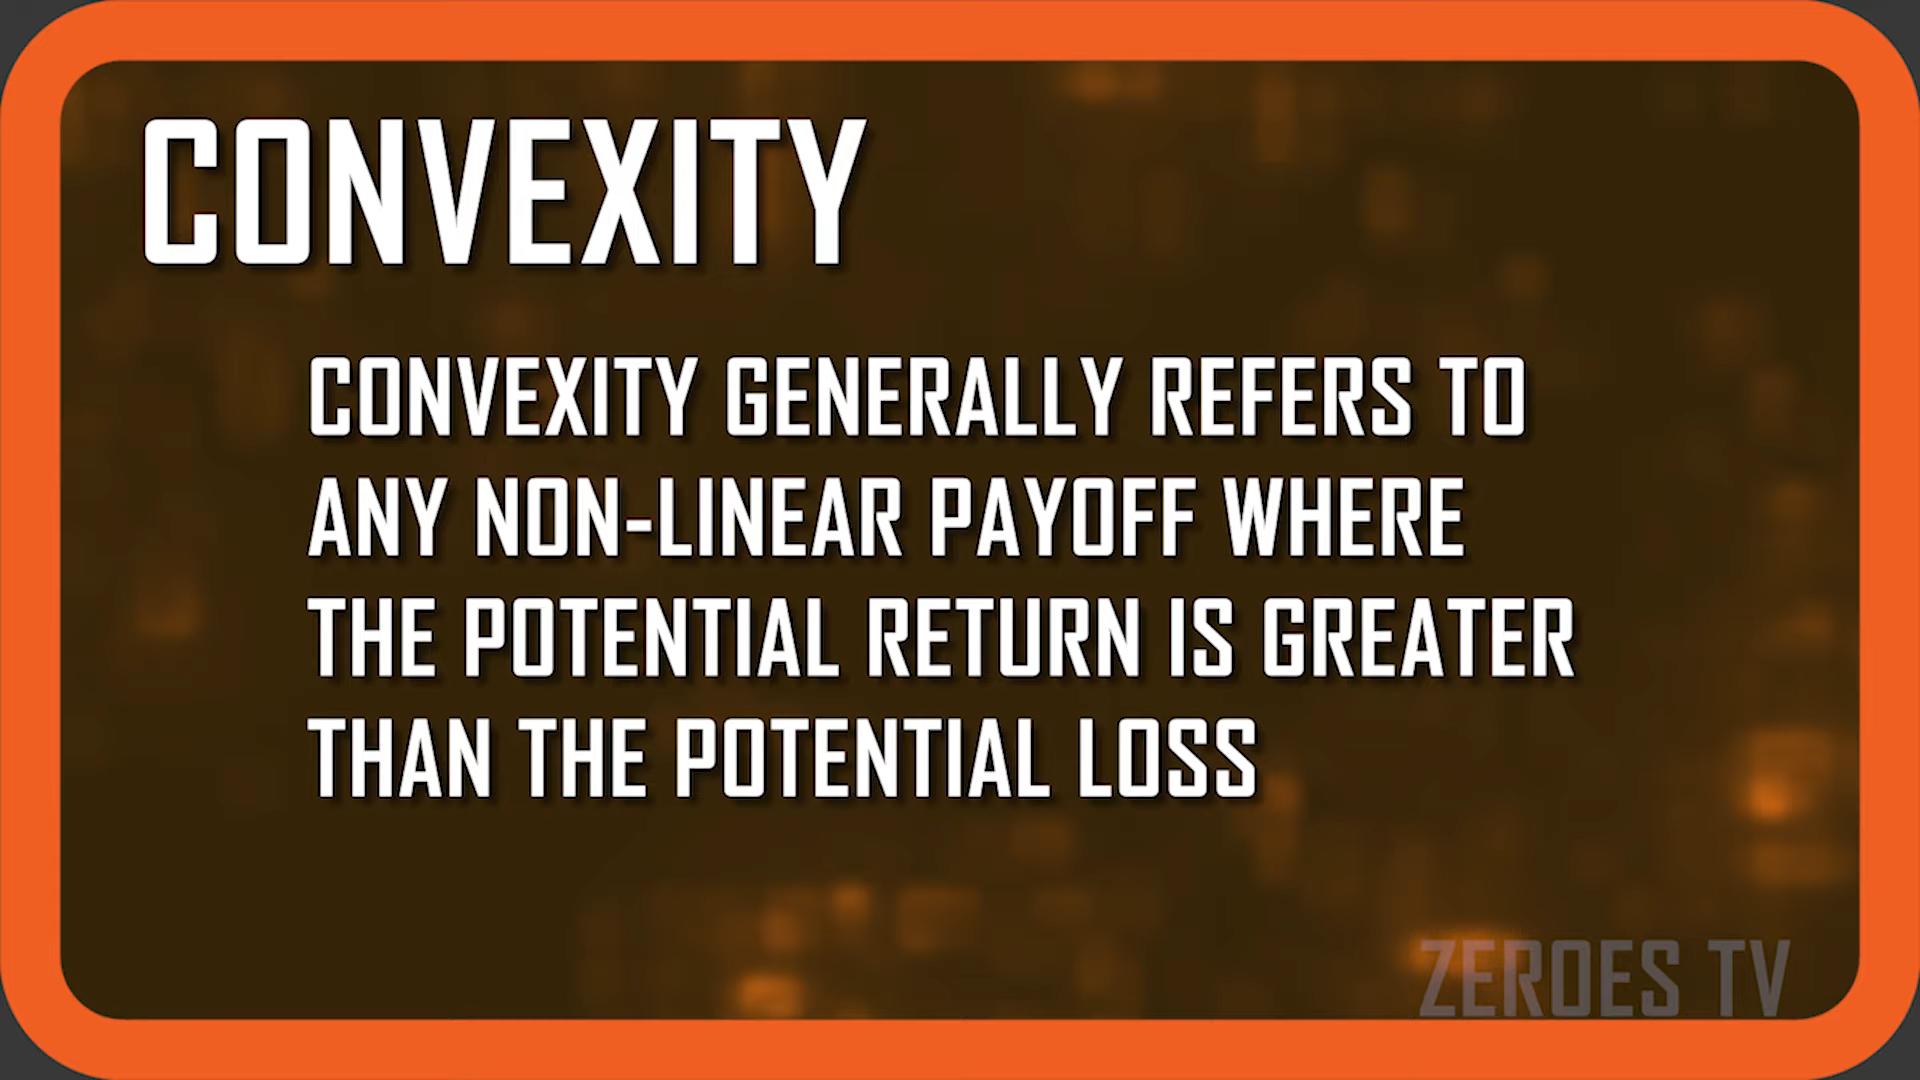 CONVEXITY
CONVEXITY GENERALLY REFERS TO
ANY NON-LINEAR PAYOFF WHERE
THE POTENTIAL RETURN IS GREATER
THAN THE POTENTIAL LOSS
ZEROES TV